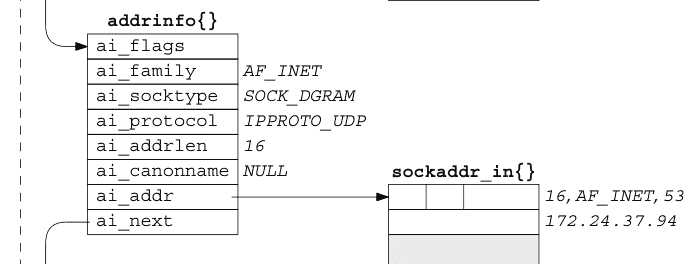 addrinfo{}
ai_flags
ai_family AF_INET
ai_socktype SOCK_DGRAM
ai_protocol IPPROTO_UDP
ai_addrlen 16
ai_canonname NULL
sockaddr_in{}
ai_addr 16,AF_INET,53
ai_next 172.24.37.94